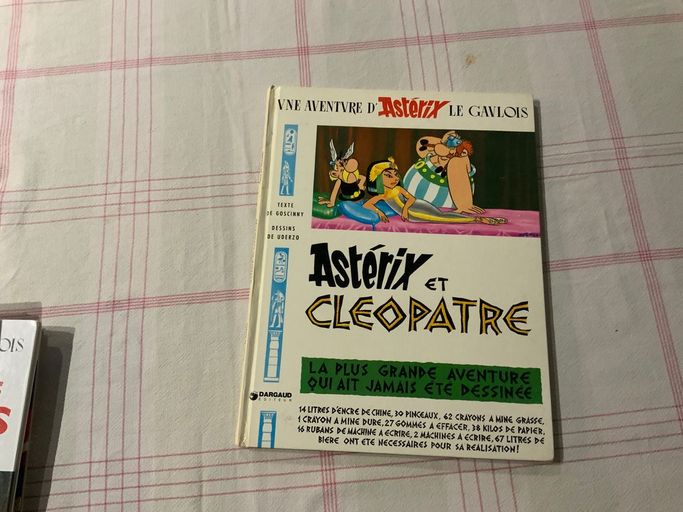 VNE AVENTVRE D'Astérix LE GAVLOIS
TEXTE
DE GOSCINNY
DESSINS
DE UDERZO
Astérix ET
CLEOPATRE
LA PLUS GRANDE AVENTURE
QUI AIT JAMAIS ÉTÉ DESSINÉE
DARGAUD
EDITEUR
14 LITRES D'ENCRE DE CHINE, 30 PINCEAUX, 62 CRAYONS A MINE GRASSE,
1 CRAYON A MINE DURE, 27 GOMMES A EFFACER, 38 KILOS DE PAPIER,
16 RUBANS DE MACHINE A ECRIRE, 2 MACHINES A ECRIRE, 67 LITRES DE
BIERE ONT ETE NECESSAIRES POUR SA REALISATION!
OIS